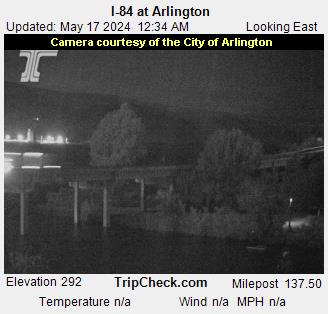 I-84 at Arlington
Updated: May 17 2024 12:34 AM Looking East
Camera courtesy of the City of Arlington
Elevation 292 TripCheck.com Milepost 137.50
Temperature n/a Wind n/a MPH n/a